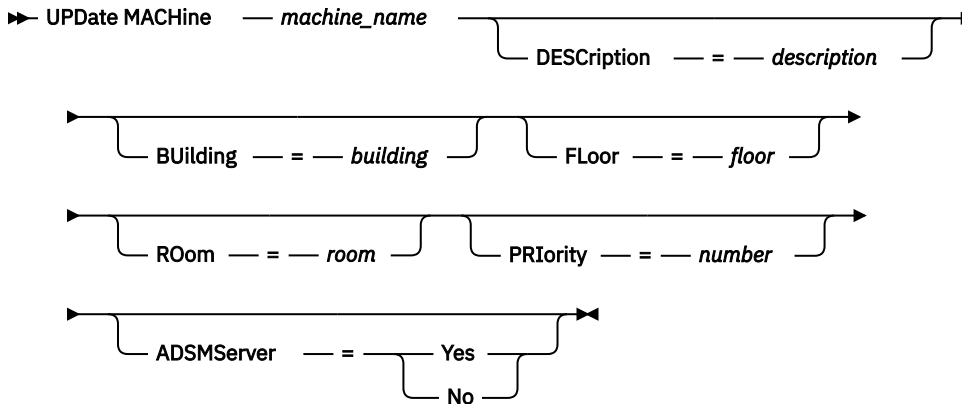 UPDate MACHine — machine_name
DESCription — = — description
BUilding — = — building FLoor — = — floor
ROom — = — room PRIority — = — number
ADSMServer — = Yes
No